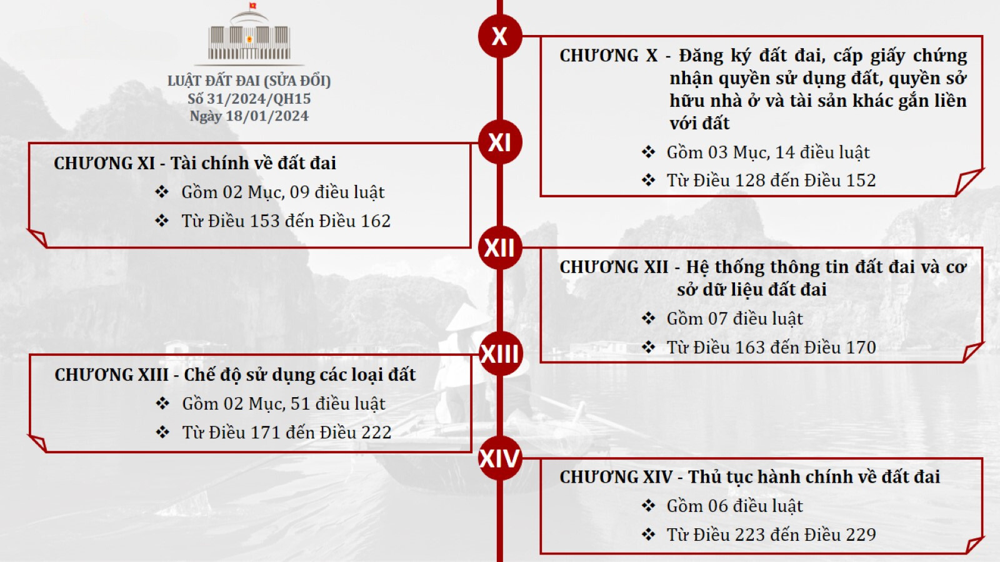 LUẬT ĐẤT ĐAI (SỬA ĐỔI)
Số 31/2024/QH15
Ngày 18/01/2024
X
CHƯƠNG X - Đăng ký đất đai, cấp giấy chứng
nhận quyền sử dụng đất, quyền sở
hữu nhà ở và tài sản khác gắn liền
với đất
❖ Gồm 03 Mục, 14 điều luật
❖ Từ Điều 128 đến Điều 152
XI
CHƯƠNG XI - Tài chính về đất đai
❖ Gồm 02 Mục, 09 điều luật
❖ Từ Điều 153 đến Điều 162
XII
CHƯƠNG XII - Hệ thống thông tin đất đai và cơ
sở dữ liệu đất đai
❖ Gồm 07 điều luật
❖ Từ Điều 163 đến Điều 170
XIII
CHƯƠNG XIII - Chế độ sử dụng các loại đất
❖ Gồm 02 Mục, 51 điều luật
❖ Từ Điều 171 đến Điều 222
XIV
CHƯƠNG XIV - Thủ tục hành chính về đất đai
❖ Gồm 06 điều luật
❖ Từ Điều 223 đến Điều 229